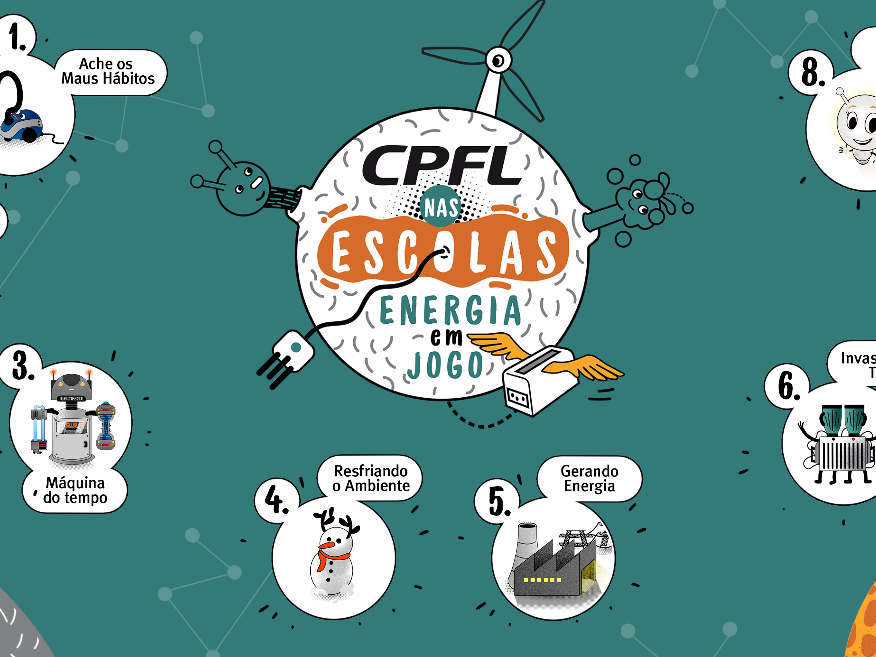 1.
Ache os
Maus Hábitos
8.
CPFL
NAS
ESCOLAS
ENERGIA
em
JOGO
3.
Máquina
do tempo
4.
Resfriando
o Ambiente
5.
Gerando
Energia
6.
Invas
T